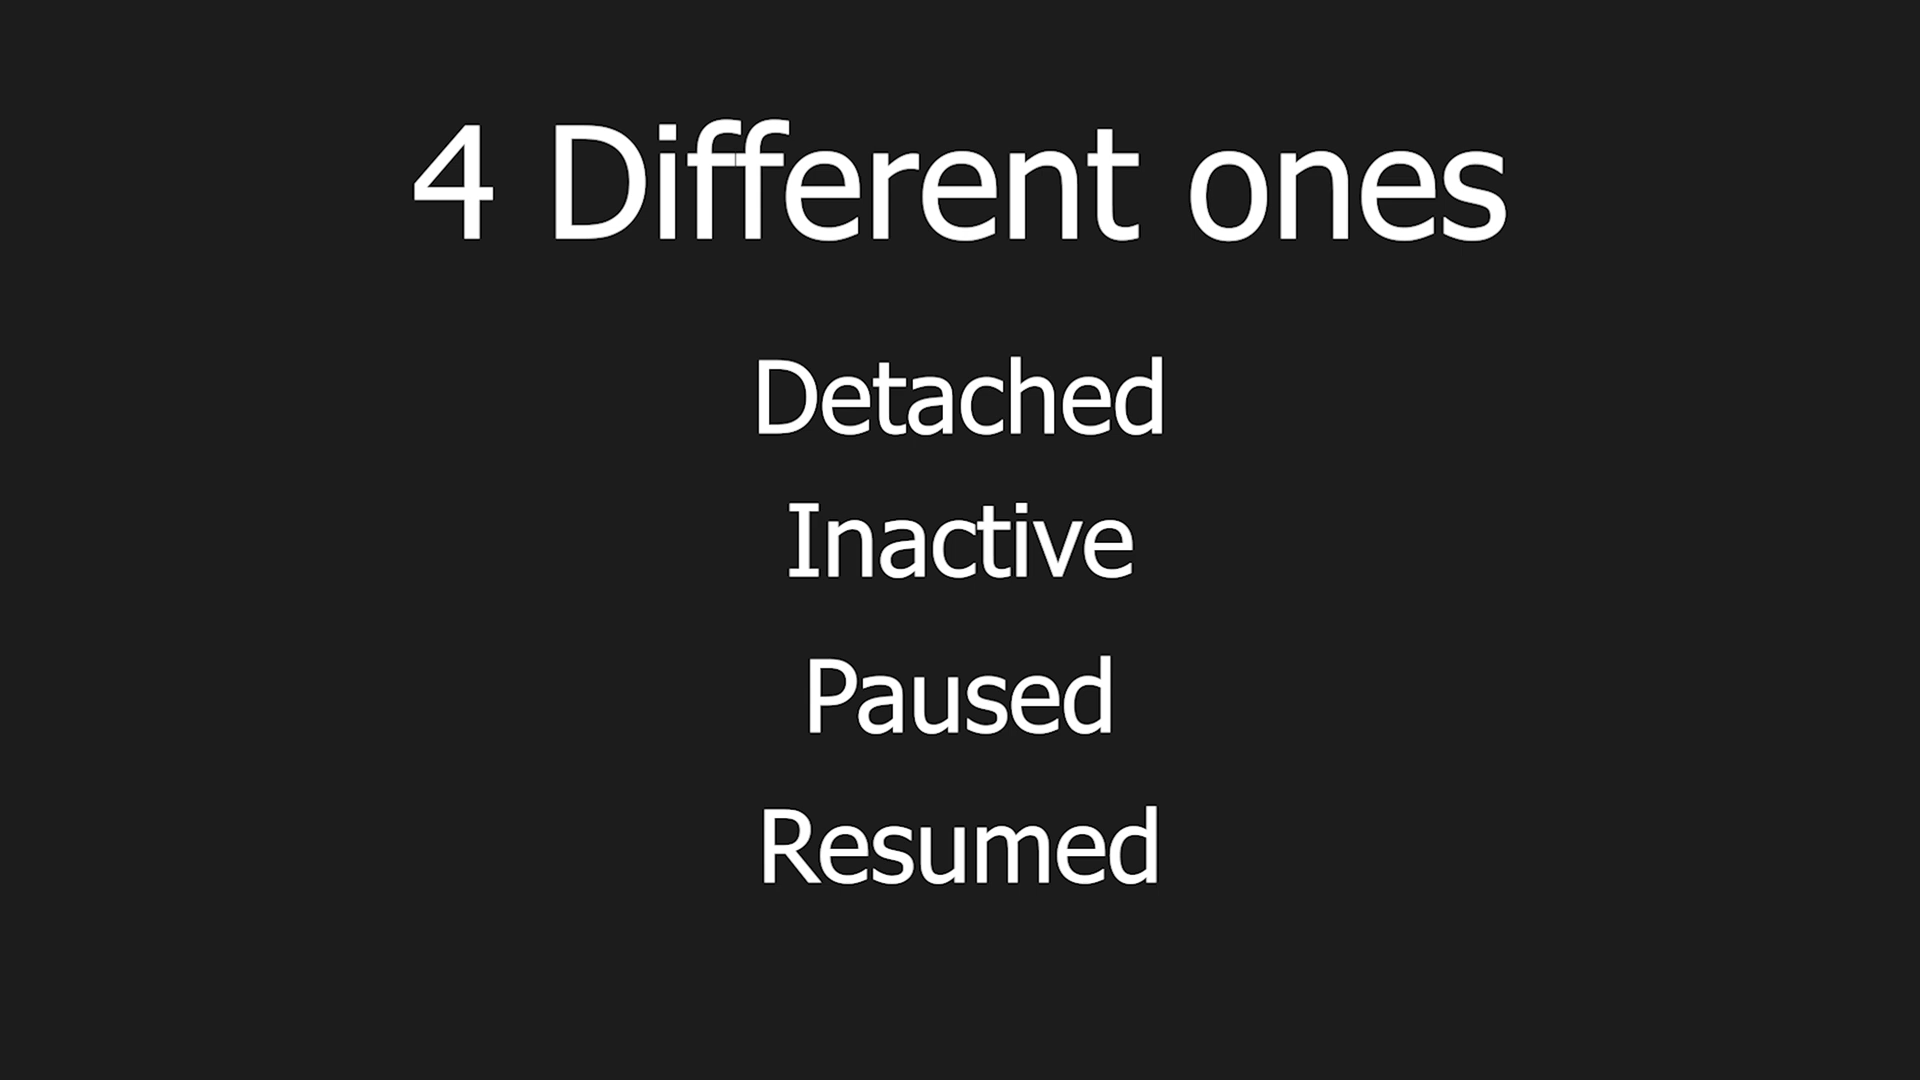 4 Different ones
Detached
Inactive
Paused
Resumed